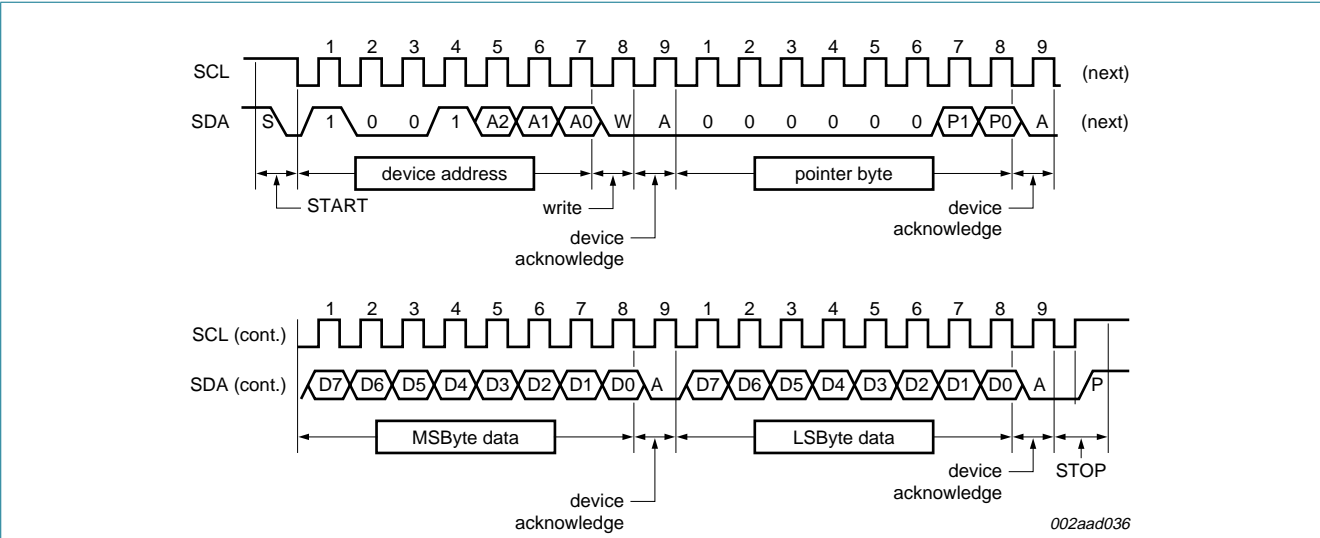 1 2 3 4 5 6 7 8 9 1 2 3 4 5 6 7 8 9
SCL (next)
SDA S 1 0 0 1 A2 A1 A0 W A 0 0 0 0 0 0 P1 P0 A (next)
device address pointer byte
START write device
device acknowledge
acknowledge
1 2 3 4 5 6 7 8 9 1 2 3 4 5 6 7 8 9
SCL (cont.)
SDA (cont.) D7 D6 D5 D4 D3 D2 D1 D0 A D7 D6 D5 D4 D3 D2 D1 D0 A P
MSByte data LSByte data
device STOP
acknowledge
device
acknowledge
002aad036